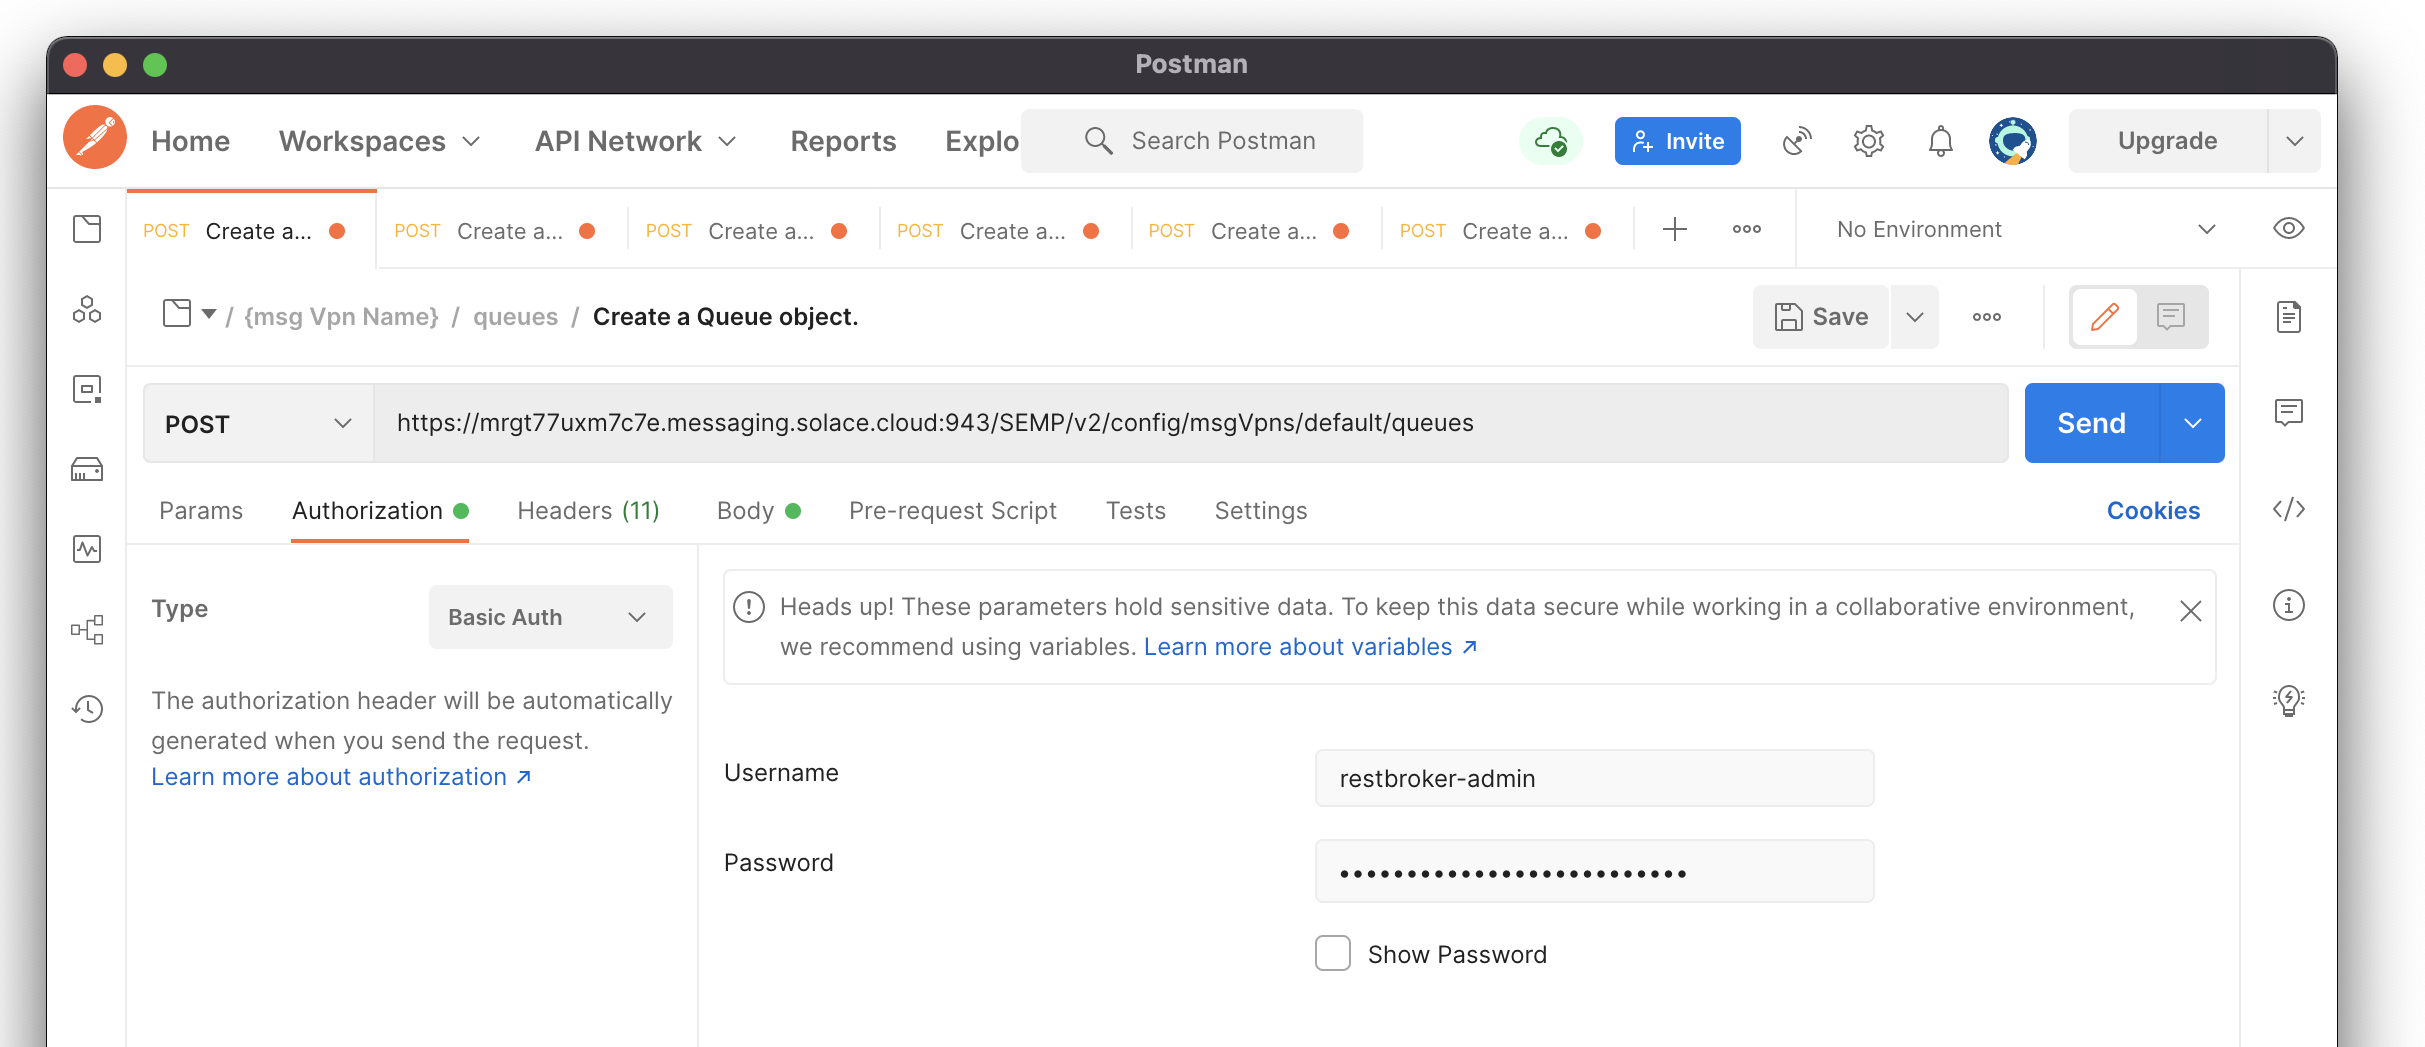 Postman
Home Workspaces API Network Reports Explo Search Postman Invite Upgrade
POST Create a... POST Create a... POST Create a... POST Create a... POST Create a... POST Create a... No Environment
/ {msg Vpn Name} / queues / Create a Queue object. Save
POST https://mrgt77uxm7c7e.messaging.solace.cloud:943/SEMP/v2/config/msgVpns/default/queues Send
Params Authorization Headers (11) Body Pre-request Script Tests Settings Cookies
Type Basic Auth
The authorization header will be automatically
generated when you send the request.
Learn more about authorization ↗
Heads up! These parameters hold sensitive data. To keep this data secure while working in a collaborative environment,
we recommend using variables. Learn more about variables ↗
Username restbroker-admin
Password ••••••••••••••••••••••••••
Show Password